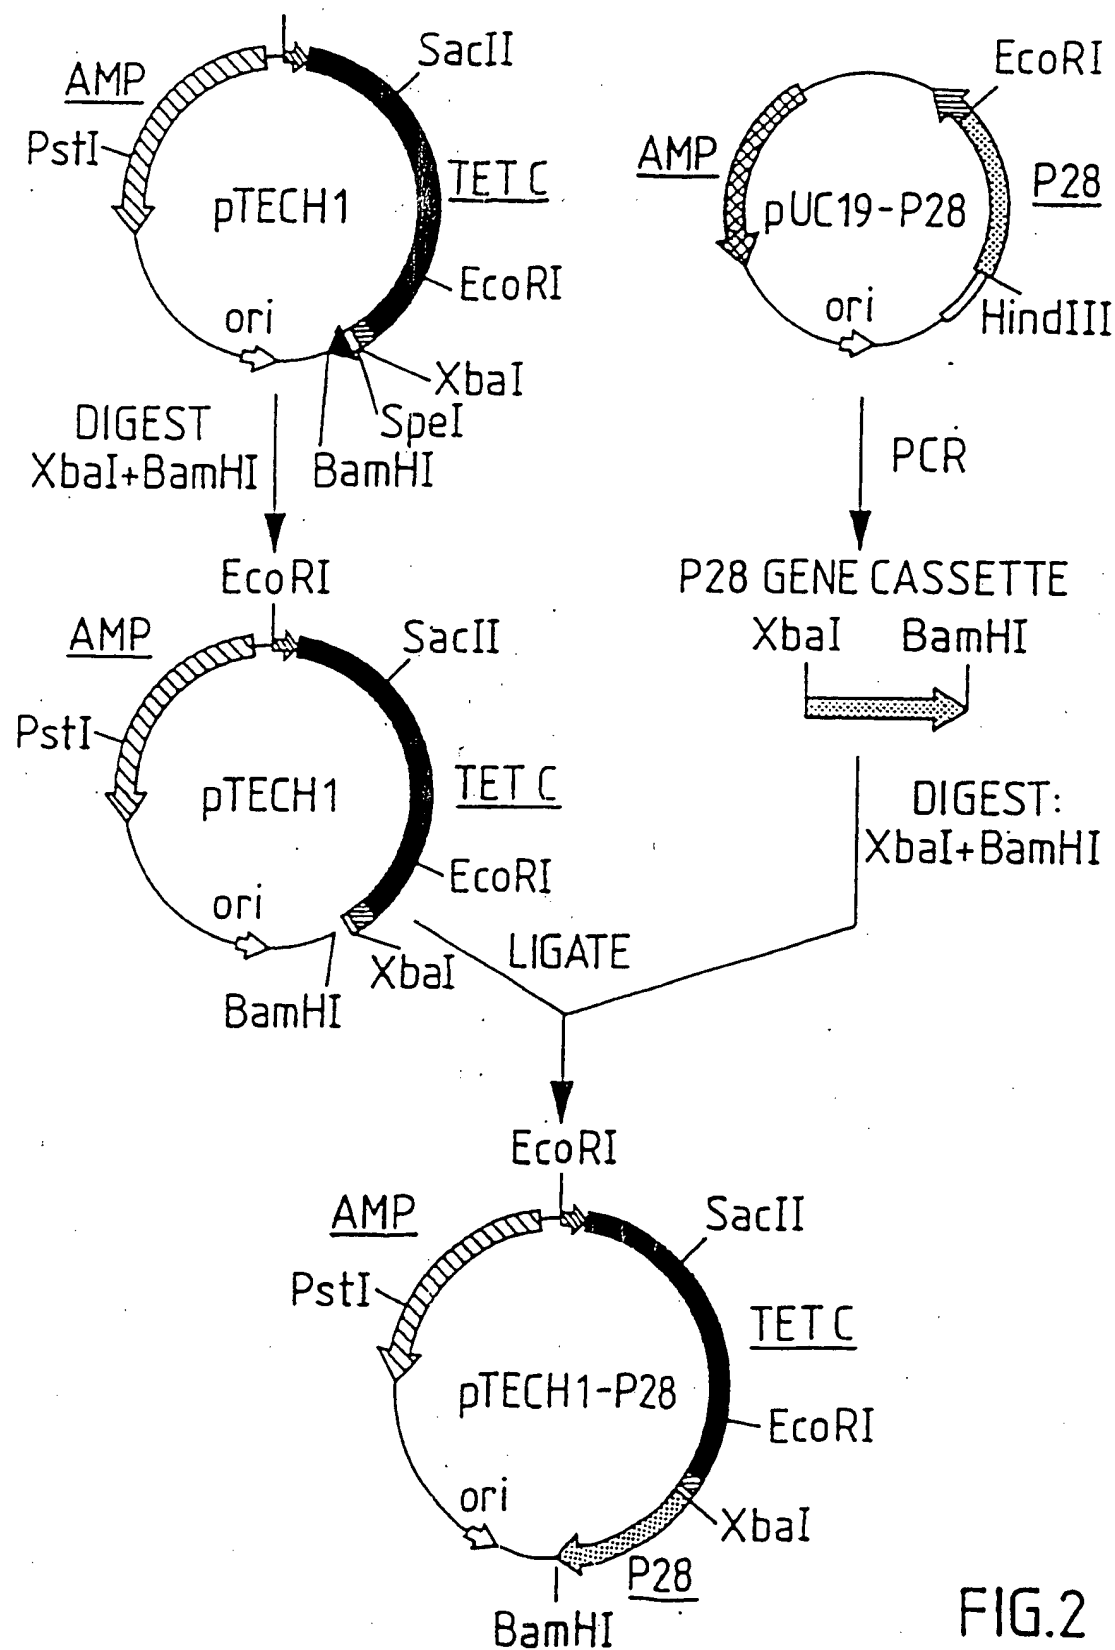 SacII
AMP
PstI
pTECH1
TET C
EcoRI
ori
XbaI
SpeI
BamHI
DIGEST
XbaI+BamHI
EcoRI
AMP
P28
pUC19-P28
HindIII
ori
PCR
P28 GENE CASSETTE
XbaI BamHI
DIGEST:
XbaI+BamHI
EcoRI
AMP
SacII
PstI
pTECH1
TET C
EcoRI
ori
XbaI
BamHI
LIGATE
EcoRI
AMP
SacII
PstI
TET C
pTECH1-P28
EcoRI
ori
XbaI
P28
BamHI
FIG.2